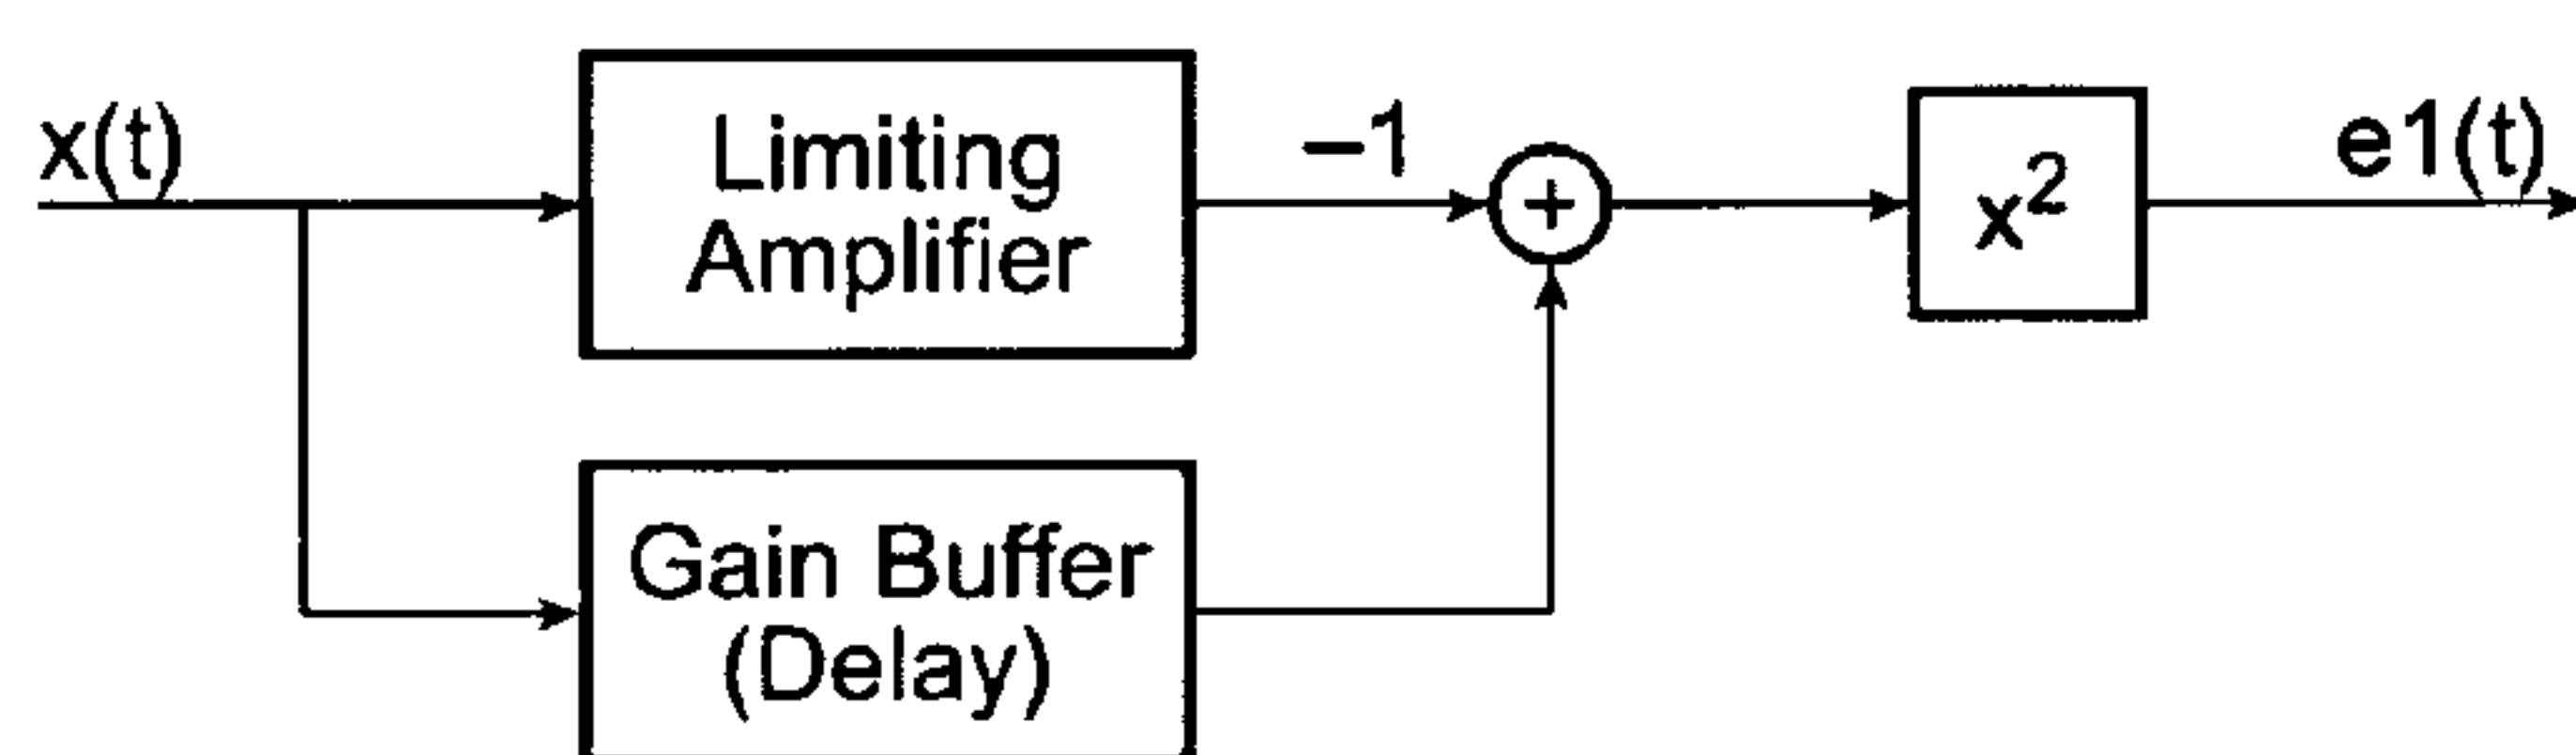 x(t)
Limiting
Amplifier
–1
+
x²
e1(t)
Gain Buffer
(Delay)